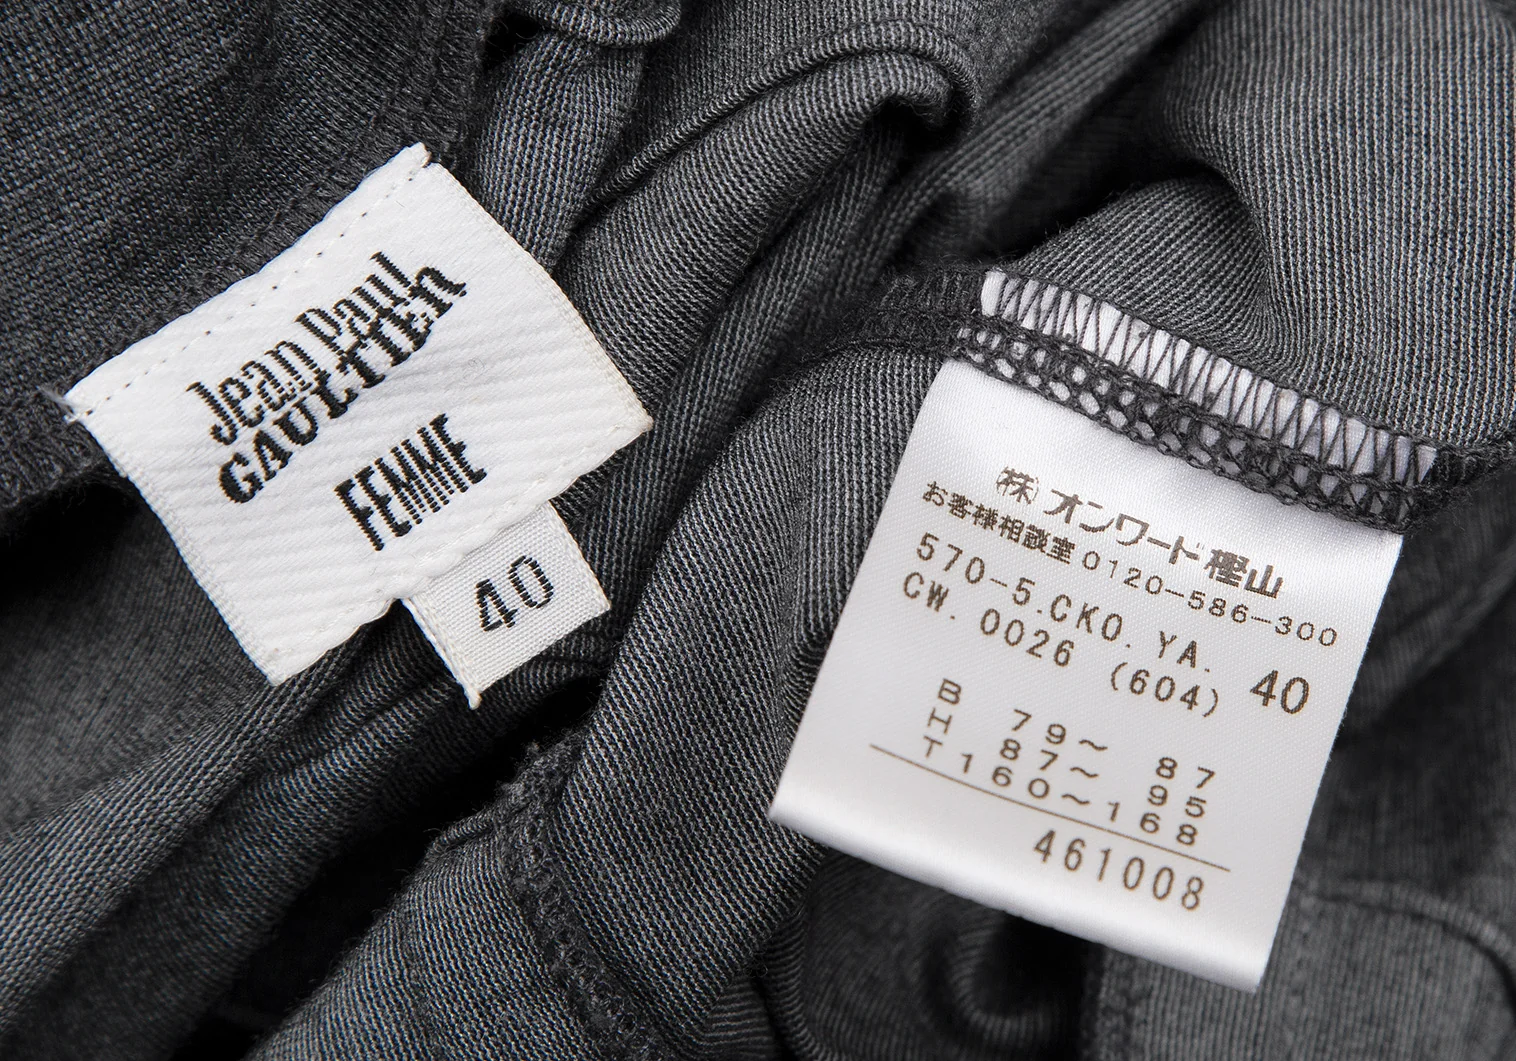 Jean Paul
GAULTIER
FEMME
40
(株)オンワード樫山
お客様相談室 0120-586-300
570-5.CKO. YA.
CW. 0026 (604) 40
B 79~ 87
H 87~ 95
T 160~168
461008